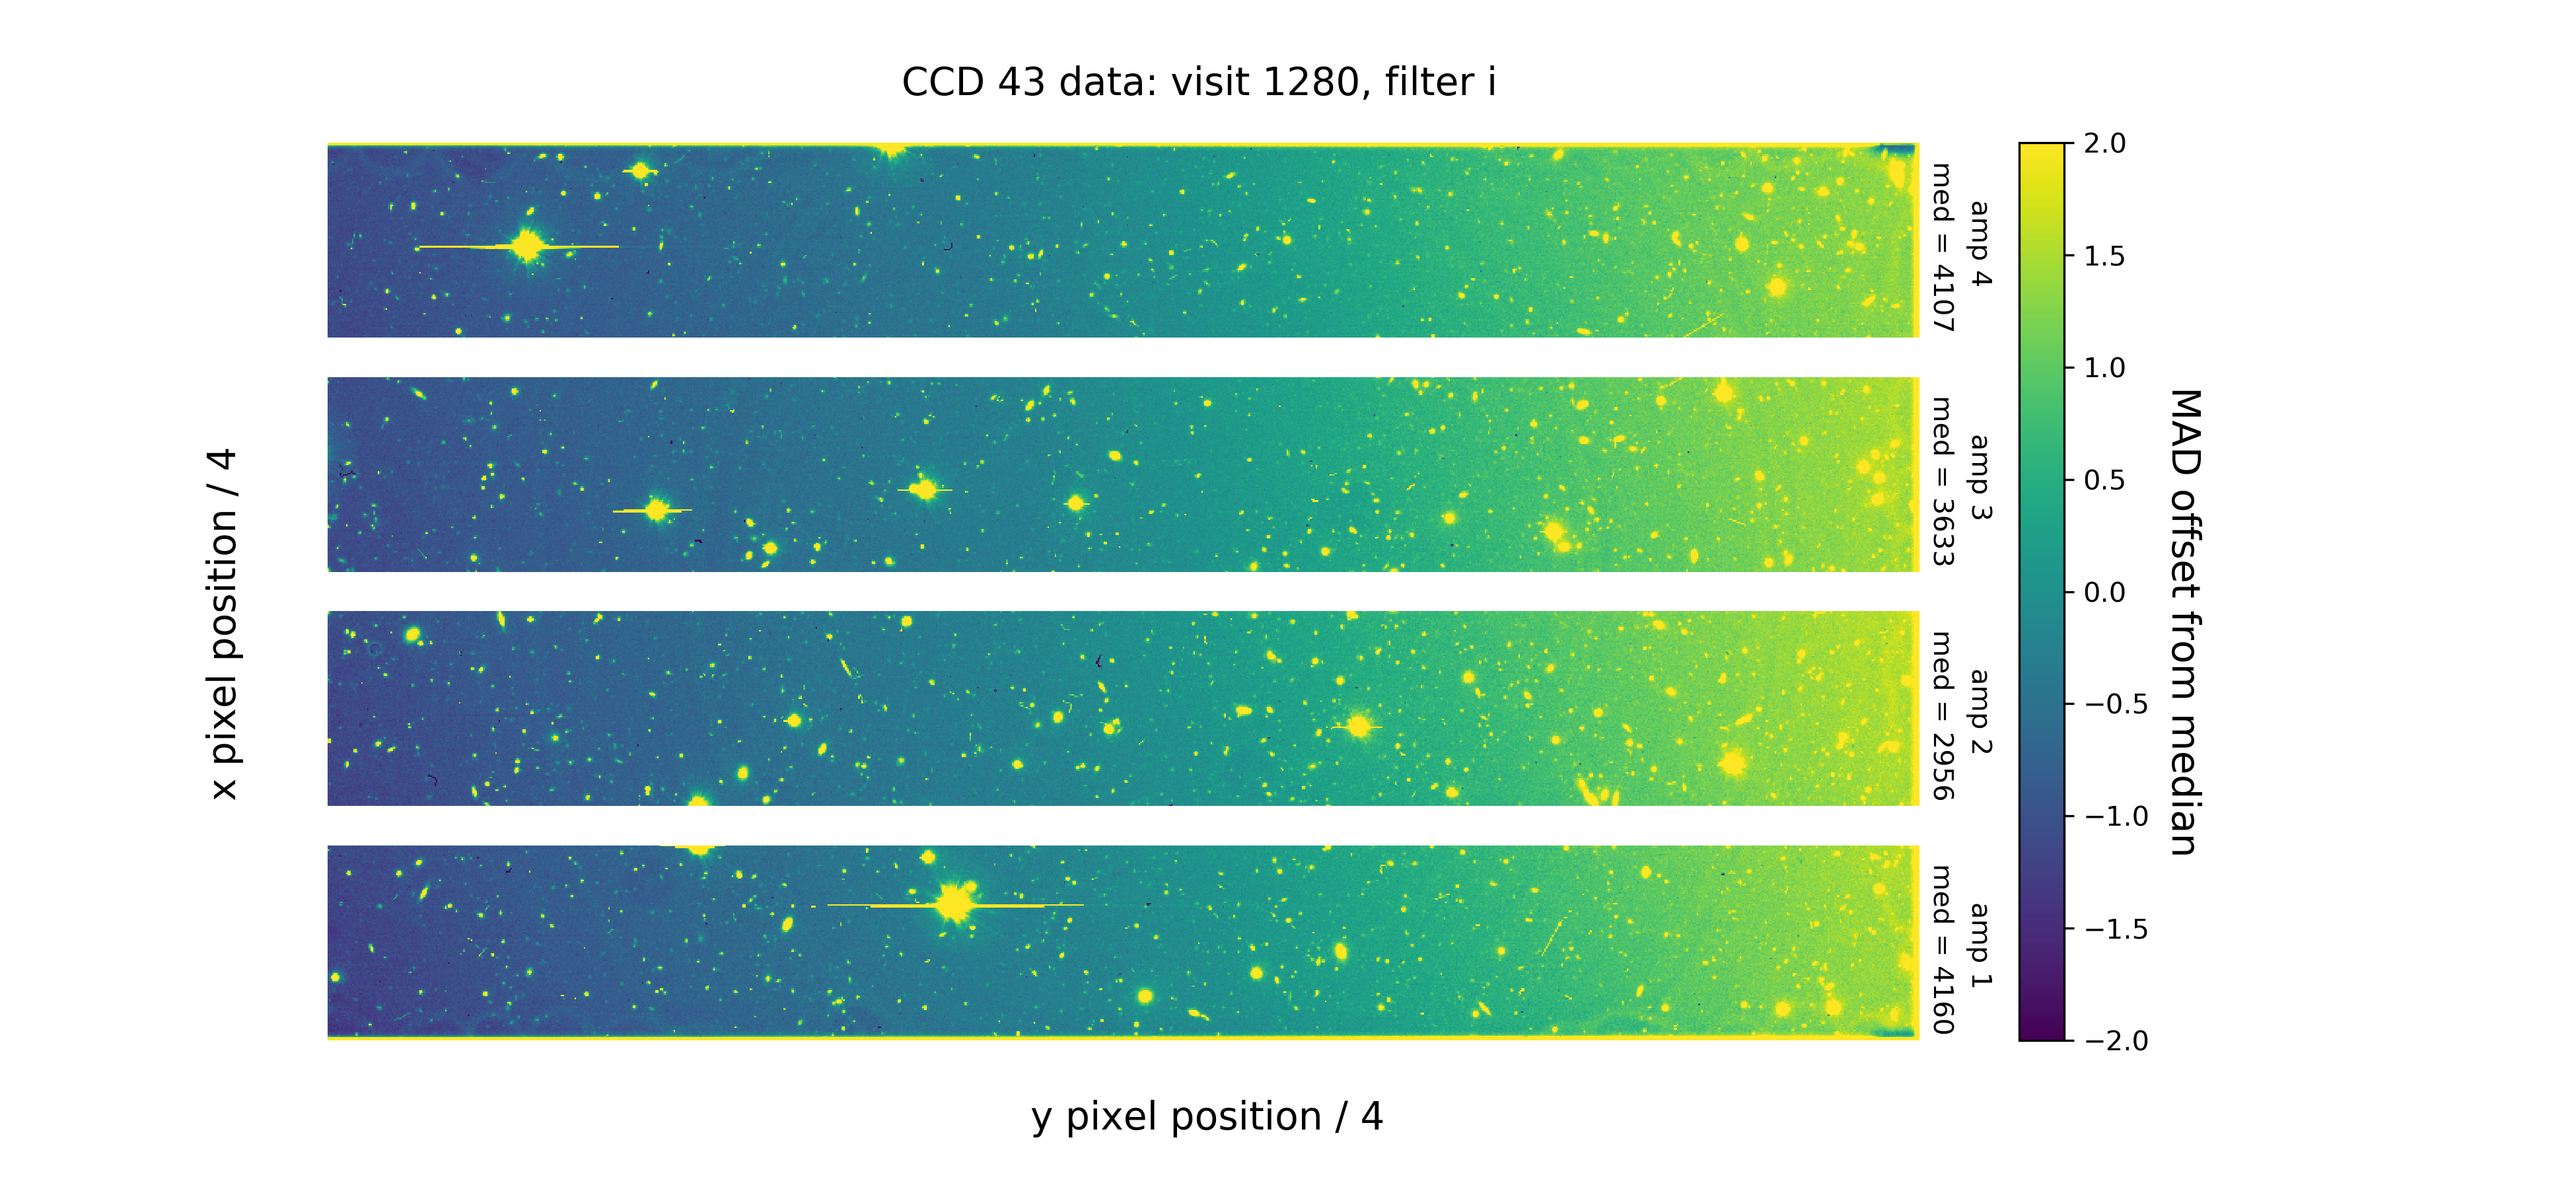 CCD 43 data: visit 1280, filter i
x pixel position / 4
amp 4
med = 4107
amp 3
med = 3633
amp 2
med = 2956
amp 1
med = 4160
2.0
1.5
1.0
0.5
0.0
−0.5
−1.0
−1.5
−2.0
MAD offset from median
y pixel position / 4